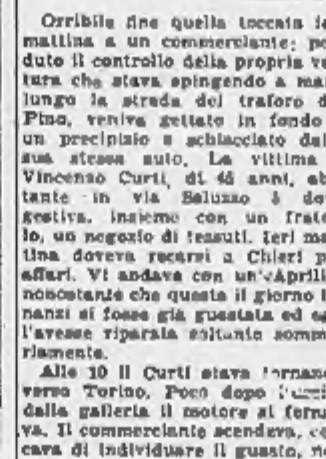 Orribile fine quella toccata ie
mattina a un commerciante; pe
duto il controllo della propria ve
tura che stava spingendo a ma
lungo la strada del traforo d
Pino, veniva gettato in fondo
un precipizio e schiacciato dal
sua stessa auto. La vittima
Vincenzo Curti, di 46 anni, ab
tante in via Saluzzo dov
gestiva, insieme con un frate
lo, un negozio di tessuti. Ieri ma
tina doveva recarsi a Chieri p
affari. Vi andava con un'«Aprili
nonostante che questa il giorno i
nanzi si fosse già guastata ed e
l'avesse riparata soltanto somm
riamente.
Alle 10 il Curti stava tornand
verso Torino. Poco dopo l'usci
dalla galleria il motore si ferma
va. Il commerciante scendeva, ce
cava di individuare il guasto,